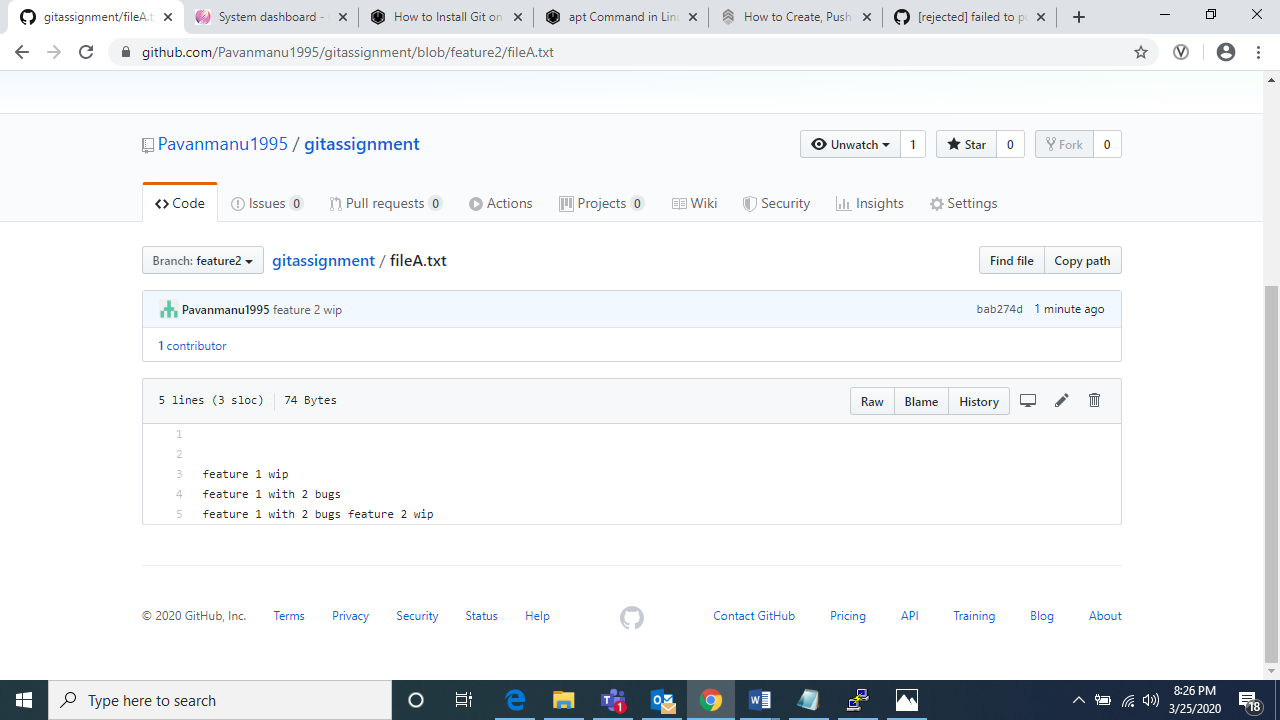 gitassignment/fileA.t
System dashboard -
How to Install Git on
apt Command in Lin
How to Create, Push
[rejected] failed to pu
github.com/Pavanmanu1995/gitassignment/blob/feature2/fileA.txt
Pavanmanu1995 / gitassignment
Unwatch 1
Star 0
Fork 0
Code
Issues 0
Pull requests 0
Actions
Projects 0
Wiki
Security
Insights
Settings
Branch: feature2
gitassignment / fileA.txt
Find file
Copy path
Pavanmanu1995 feature 2 wip
bab274d 1 minute ago
1 contributor
5 lines (3 sloc) 74 Bytes
Raw
Blame
History
1
2
3 feature 1 wip
4 feature 1 with 2 bugs
5 feature 1 with 2 bugs feature 2 wip
© 2020 GitHub, Inc.
Terms
Privacy
Security
Status
Help
Contact GitHub
Pricing
API
Training
Blog
About
Type here to search
1
8:26 PM
3/25/2020
18